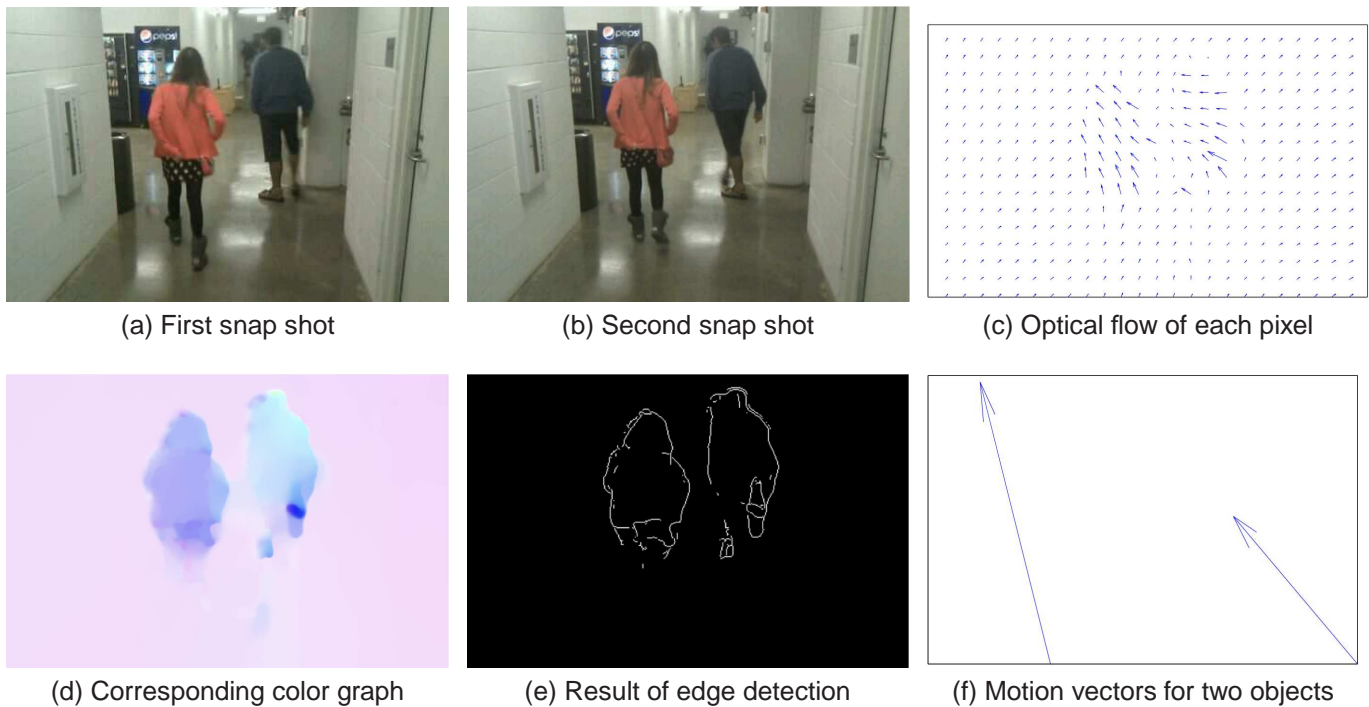 pepsi
pepsi
(a) First snap shot
(b) Second snap shot
(c) Optical flow of each pixel
(d) Corresponding color graph
(e) Result of edge detection
(f) Motion vectors for two objects